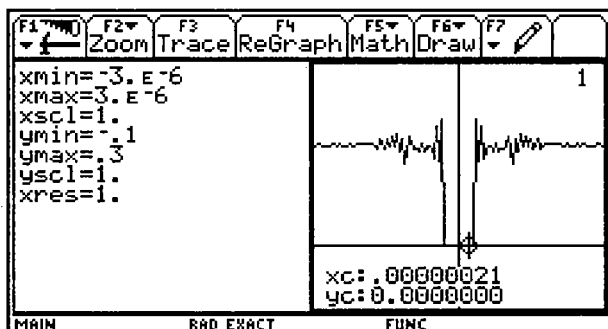 F1 F2 F3 F4 F5 F6 F7
Zoom Trace ReGraph Math Draw
xmin=⁻3.ᴇ⁻6
xmax=3.ᴇ⁻6
xscl=1.
ymin=⁻.1
ymax=.3
yscl=1.
xres=1.
1
xc:.00000021
yc:0.0000000
MAIN RAD EXACT FUNC